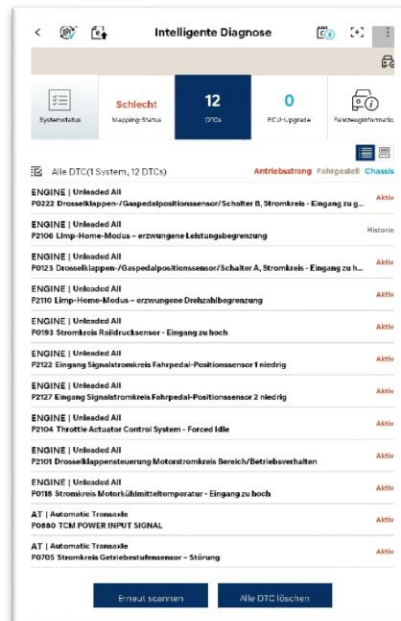 Intelligente Diagnose
Systemstatus
Schlecht
Mapping-Status
12
DTCs
0
ECU-Upgrade
Fahrzeuginformatio
Alle DTC(1 System, 12 DTCs)
Antriebsstrang Fahrgestell Chassis
ENGINE | Unleaded All
P0222 Drosselklappen-/Gaspedalpositionssensor/Schalter B, Stromkreis - Eingang zu g... Aktiv
ENGINE | Unleaded All
P2106 Limp-Home-Modus – erzwungene Leistungsbegrenzung Historie
ENGINE | Unleaded All
P0123 Drosselklappen-/Gaspedalpositionssensor/Schalter A, Stromkreis - Eingang zu h... Aktiv
ENGINE | Unleaded All
P2110 Limp-Home-Modus – erzwungene Drehzahlbegrenzung Aktiv
ENGINE | Unleaded All
P0193 Stromkreis Raildrucksensor - Eingang zu hoch Aktiv
ENGINE | Unleaded All
P2122 Eingang Signalstromkreis Fahrpedal-Positionssensor 1 niedrig Aktiv
ENGINE | Unleaded All
P2127 Eingang Signalstromkreis Fahrpedal-Positionssensor 2 niedrig Aktiv
ENGINE | Unleaded All
P2104 Throttle Actuator Control System - Forced Idle Aktiv
ENGINE | Unleaded All
P2101 Drosselklappensteuerung Motorstromkreis Bereich/Betriebsverhalten Aktiv
ENGINE | Unleaded All
P0118 Stromkreis Motorkühlmitteltemperatur - Eingang zu hoch Aktiv
AT | Automatic Transaxle
P0880 TCM POWER INPUT SIGNAL Aktiv
AT | Automatic Transaxle
P0705 Stromkreis Getriebestufensensor – Störung Aktiv
Erneut scannen
Alle DTC löschen